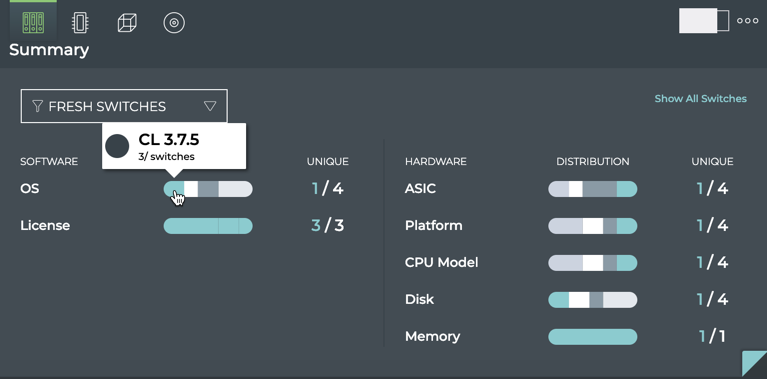 Summary
FRESH SWITCHES
Show All Switches
CL 3.7.5
3/ switches
SOFTWARE
UNIQUE
OS
1 / 4
License
3 / 3
HARDWARE
DISTRIBUTION
UNIQUE
ASIC
1 / 4
Platform
1 / 4
CPU Model
1 / 4
Disk
1 / 4
Memory
1 / 1